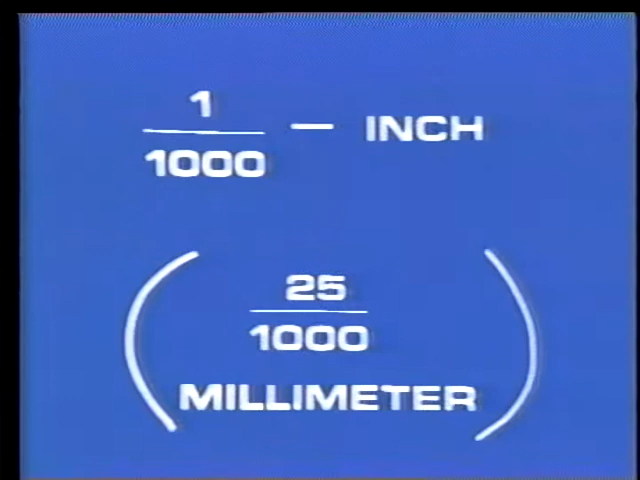 1
1000
— INCH
(25
1000
MILLIMETER)